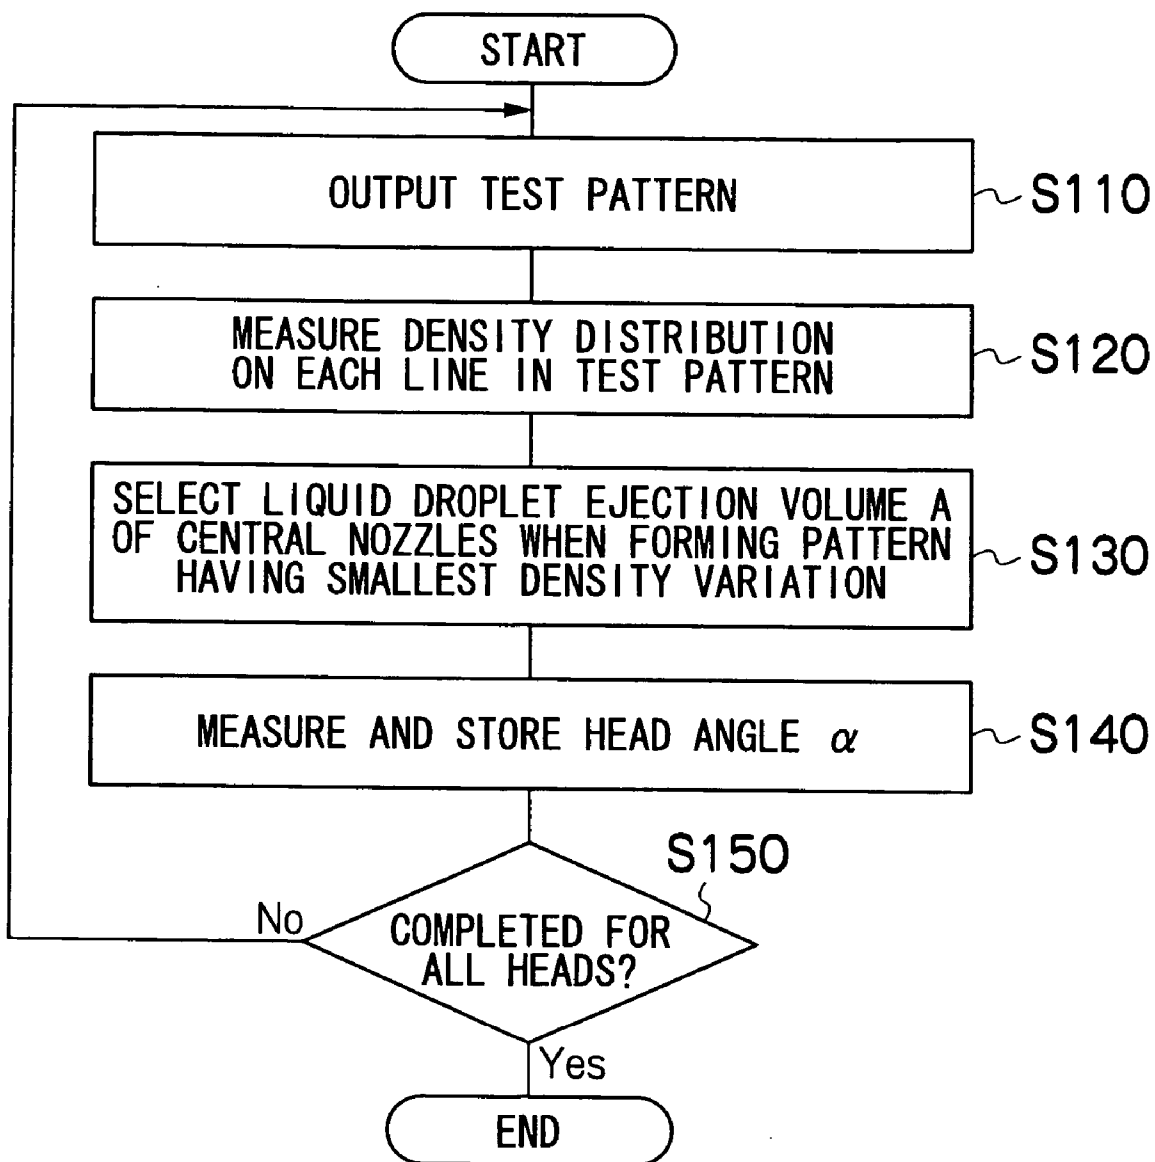 START
OUTPUT TEST PATTERN
S110
MEASURE DENSITY DISTRIBUTION
ON EACH LINE IN TEST PATTERN
S120
SELECT LIQUID DROPLET EJECTION VOLUME A
OF CENTRAL NOZZLES WHEN FORMING PATTERN
HAVING SMALLEST DENSITY VARIATION
S130
MEASURE AND STORE HEAD ANGLE α
S140
S150
No
COMPLETED FOR
ALL HEADS?
Yes
END